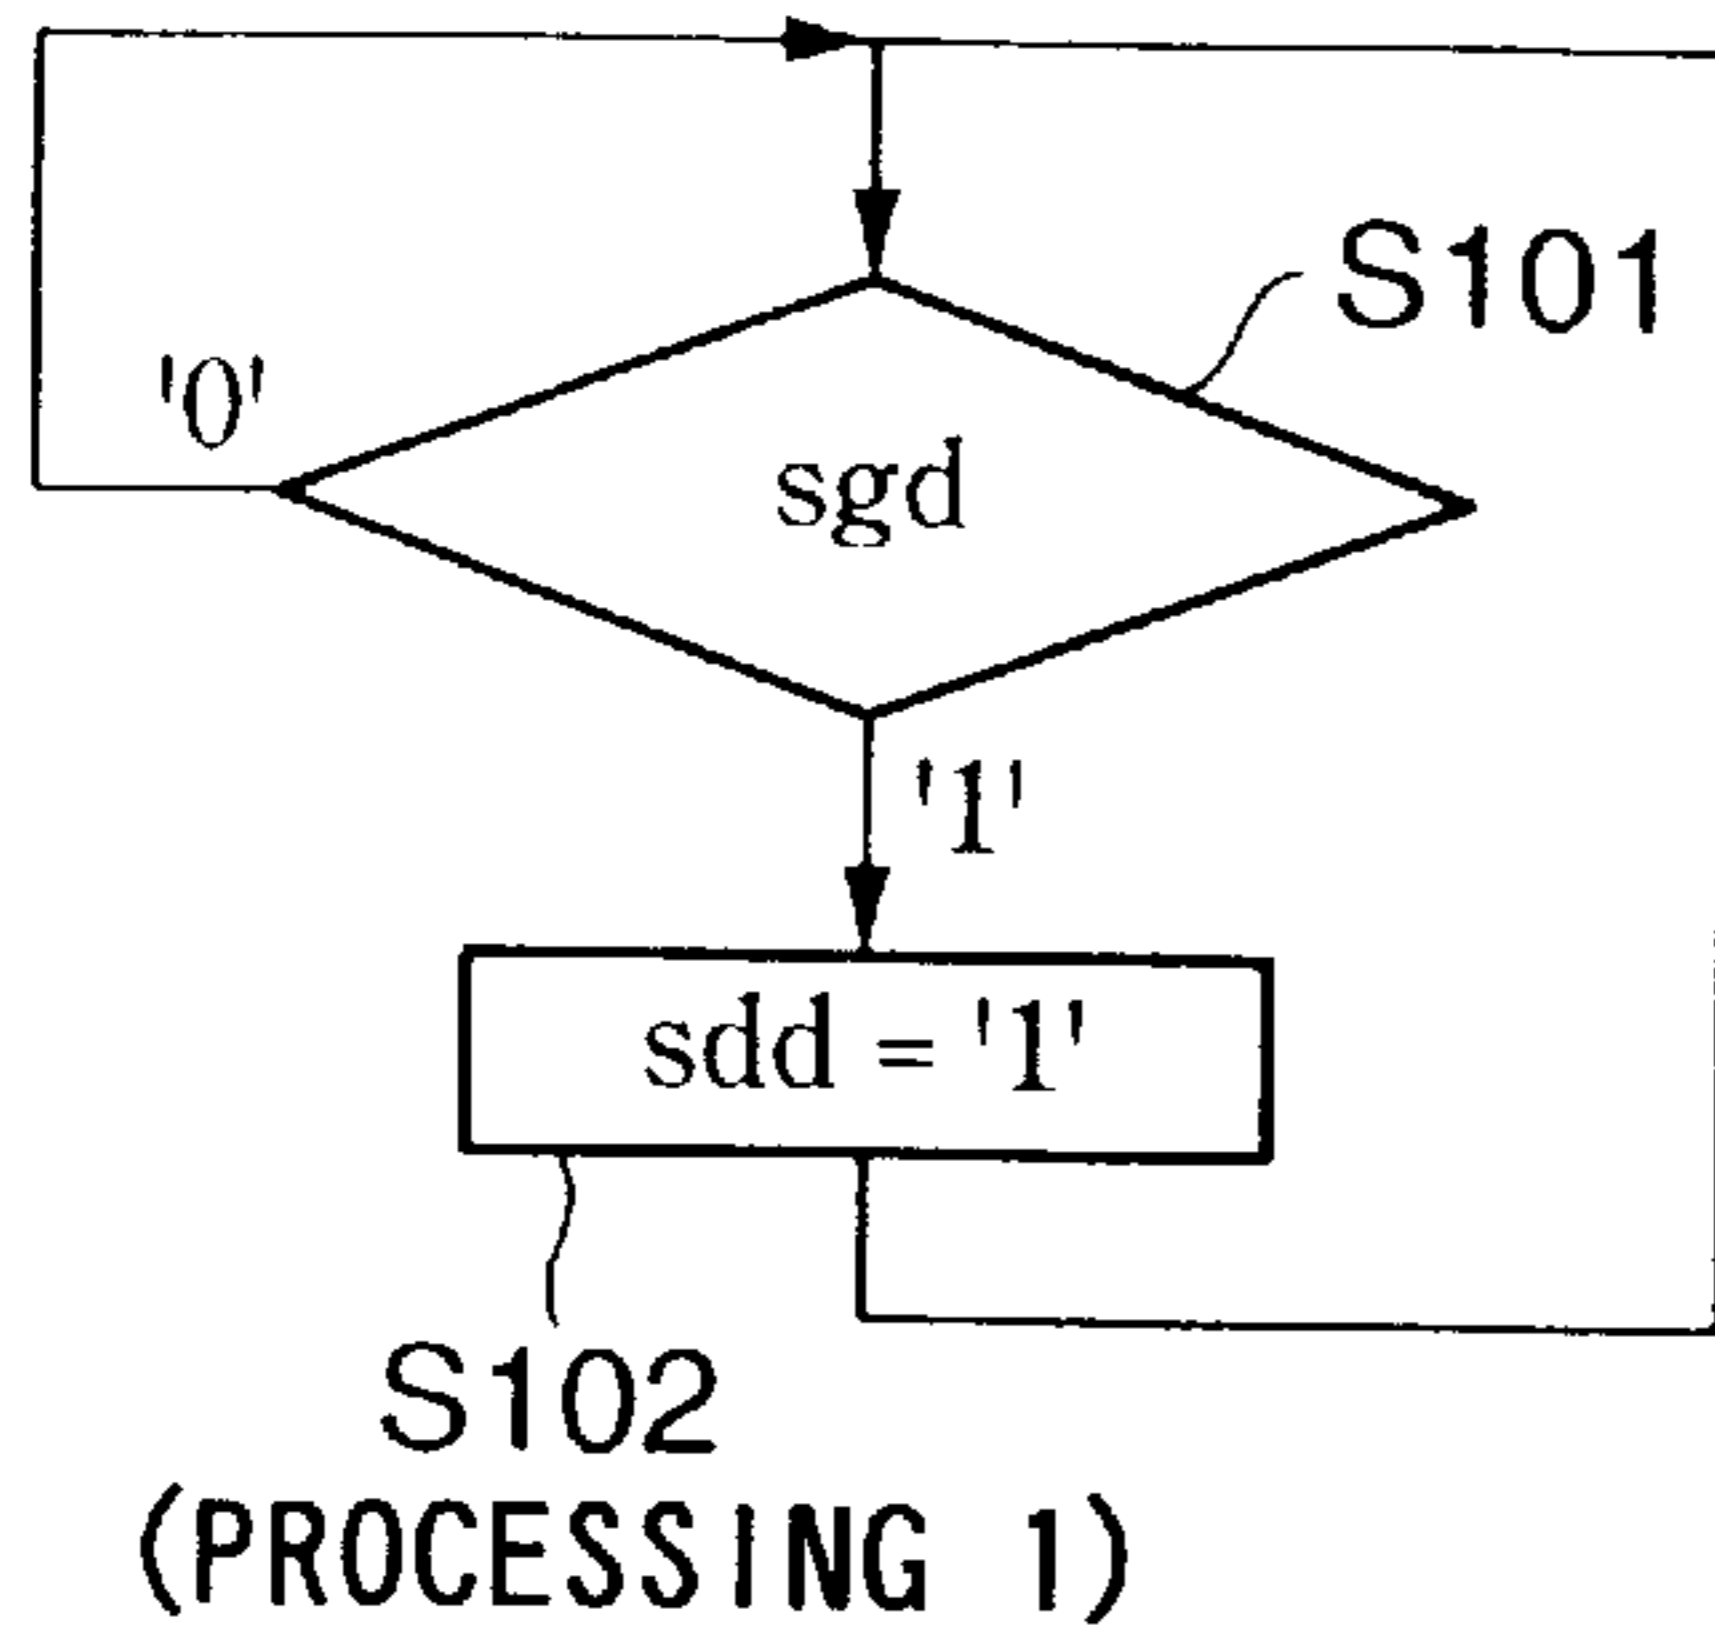 S101
'0'
sgd
'1'
sdd = '1'
S102
(PROCESSING 1)